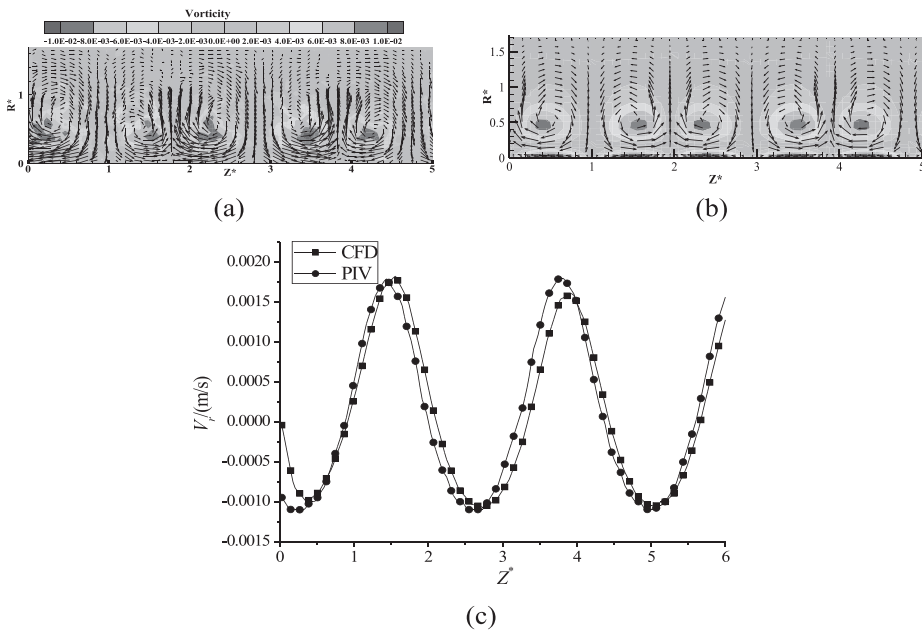 Vorticity
-1.0E-02 -8.0E-03 -6.0E-03 -4.0E-03 -2.0E-03 0.0E+00 2.0E-03 4.0E-03 6.0E-03 8.0E-03 1.0E-02
R*
1
0
0 1 2 3 4 5
Z*
(a)
R*
1.5
1
0.5
0
0 1 2 3 4 5
Z*
(b)
CFD
PIV
0.0020
0.0015
0.0010
0.0005
0.0000
-0.0005
-0.0010
-0.0015
Vr/(m/s)
0 1 2 3 4 5 6
Z*
(c)